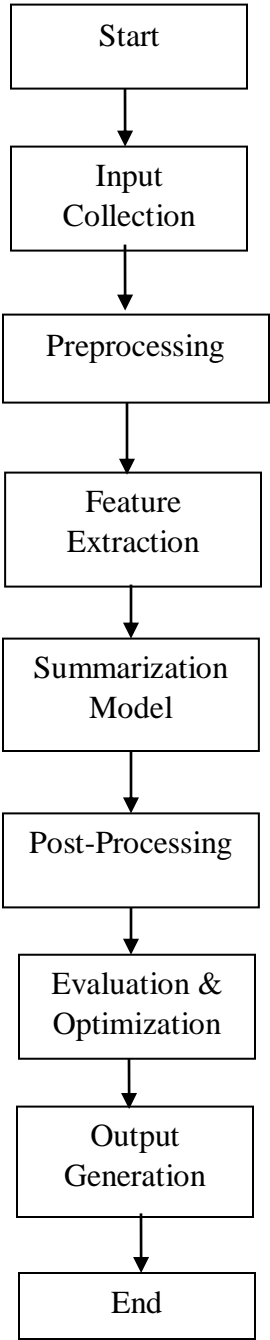 Start
Input
Collection
Preprocessing
Feature
Extraction
Summarization
Model
Post-Processing
Evaluation &
Optimization
Output
Generation
End